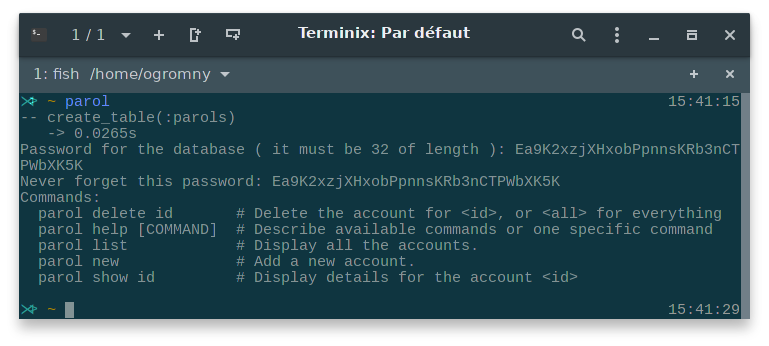 1 / 1
Terminix: Par défaut
1: fish /home/ogromny
~ parol 15:41:15
-- create_table(:parols)
-> 0.0265s
Password for the database ( it must be 32 of length ): Ea9K2xzjXHxobPpnnsKRb3nCT
PWbXK5K
Never forget this password: Ea9K2xzjXHxobPpnnsKRb3nCTPWbXK5K
Commands:
parol delete id # Delete the account for <id>, or <all> for everything
parol help [COMMAND] # Describe available commands or one specific command
parol list # Display all the accounts.
parol new # Add a new account.
parol show id # Display details for the account <id>
~ 15:41:29